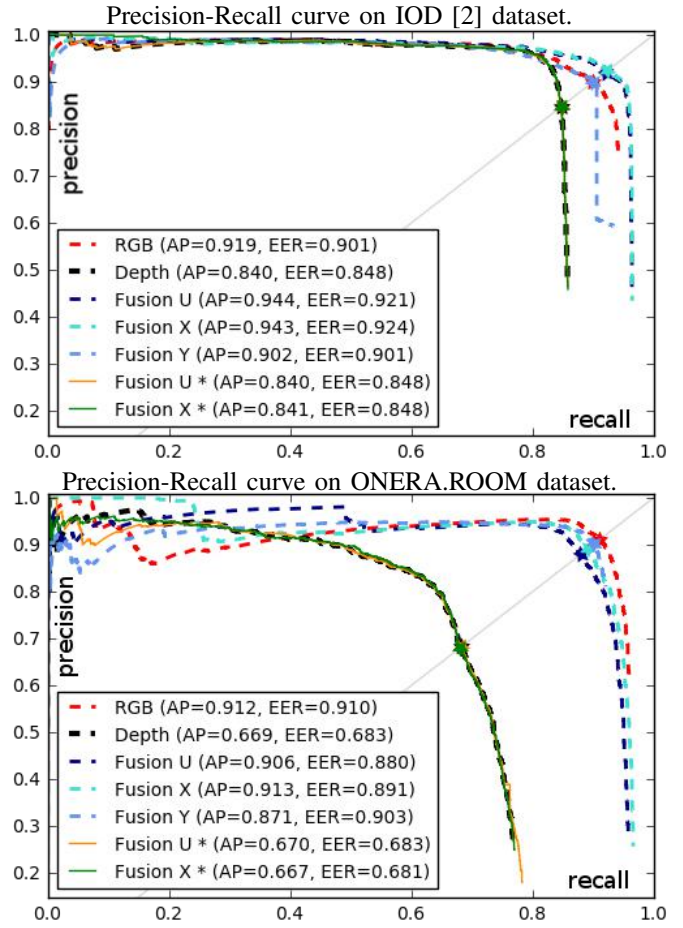 Precision-Recall curve on IOD [2] dataset.
1.0
0.9
0.8
0.7
0.6
0.5
0.4
0.3
0.2
precision
RGB (AP=0.919, EER=0.901)
Depth (AP=0.840, EER=0.848)
Fusion U (AP=0.944, EER=0.921)
Fusion X (AP=0.943, EER=0.924)
Fusion Y (AP=0.902, EER=0.901)
Fusion U * (AP=0.840, EER=0.848)
Fusion X * (AP=0.841, EER=0.848)
recall
0.0 0.2 0.4 0.6 0.8 1.0
Precision-Recall curve on ONERA.ROOM dataset.
1.0
0.9
0.8
0.7
0.6
0.5
0.4
0.3
0.2
precision
RGB (AP=0.912, EER=0.910)
Depth (AP=0.669, EER=0.683)
Fusion U (AP=0.906, EER=0.880)
Fusion X (AP=0.913, EER=0.891)
Fusion Y (AP=0.871, EER=0.903)
Fusion U * (AP=0.670, EER=0.683)
Fusion X * (AP=0.667, EER=0.681)
recall
0.0 0.2 0.4 0.6 0.8 1.0